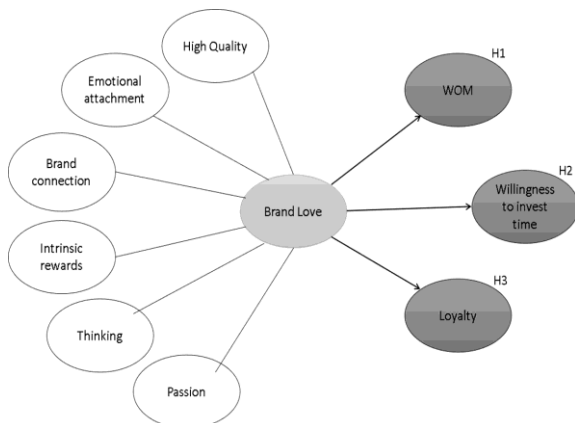 High Quality
Emotional
attachment
Brand
connection
Intrinsic
rewards
Thinking
Passion
Brand Love
H1
WOM
H2
Willingness
to invest
time
H3
Loyalty